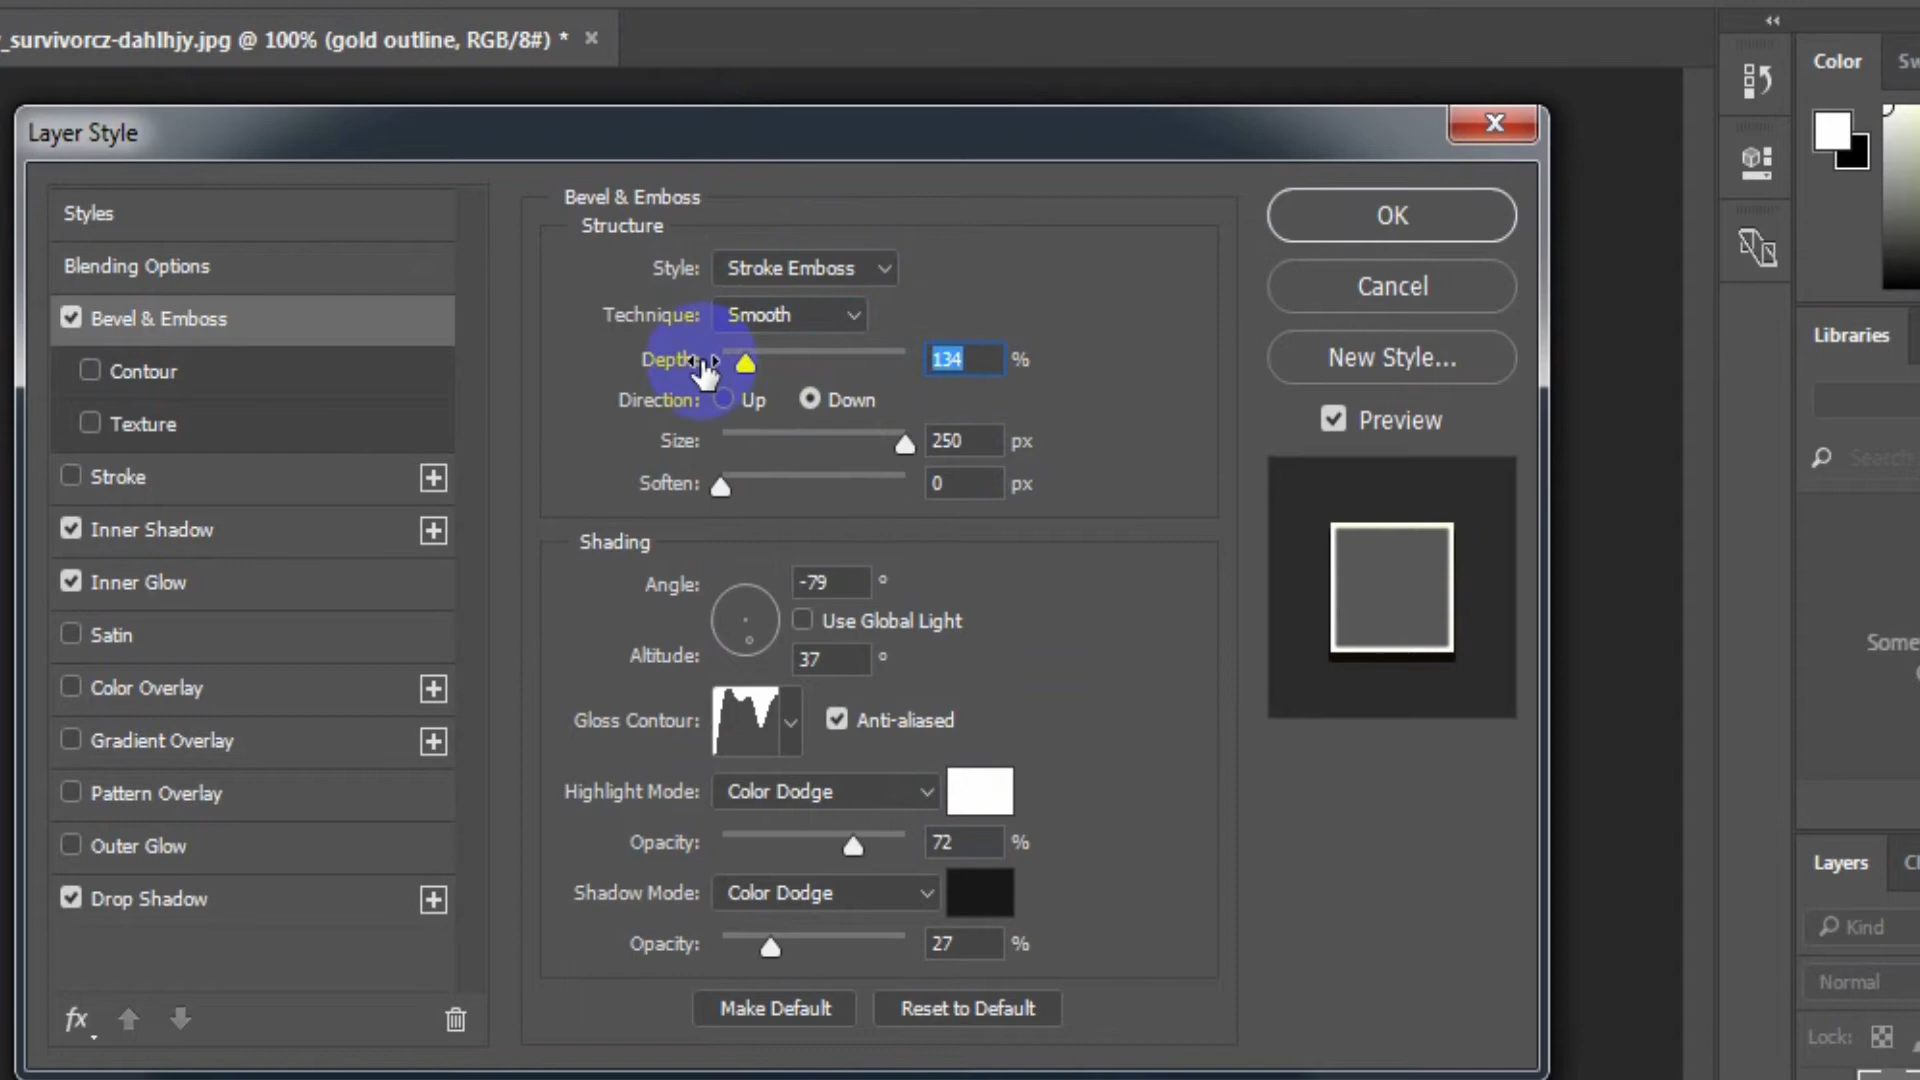 _survivorcz-dahlhjy.jpg @ 100% (gold outline, RGB/8#) * ×
Color
Layer Style
Styles
Blending Options
Bevel & Emboss
Contour
Texture
Stroke
Inner Shadow
Inner Glow
Satin
Color Overlay
Gradient Overlay
Pattern Overlay
Outer Glow
Drop Shadow
fx
Bevel & Emboss
Structure
Style: Stroke Emboss
Technique: Smooth
Depth: 134 %
Direction: Up Down
Size: 250 px
Soften: 0 px
Shading
Angle: -79 °
Use Global Light
Altitude: 37 °
Gloss Contour: Anti-aliased
Highlight Mode: Color Dodge
Opacity: 72 %
Shadow Mode: Color Dodge
Opacity: 27 %
Make Default Reset to Default
OK
Cancel
New Style...
Preview
Libraries
Search
Some
Layers
Kind
Normal
Lock: